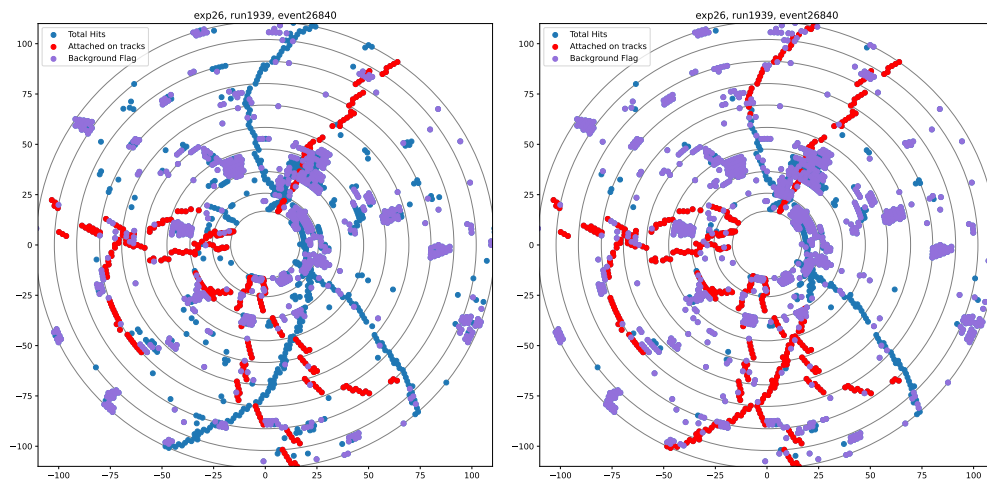 exp26, run1939, event26840
Total Hits
Attached on tracks
Background Flag
100
75
50
25
0
−25
−50
−75
−100
−100 −75 −50 −25 0 25 50 75 100
exp26, run1939, event26840
Total Hits
Attached on tracks
Background Flag
100
75
50
25
0
−25
−50
−75
−100
−100 −75 −50 −25 0 25 50 75 100